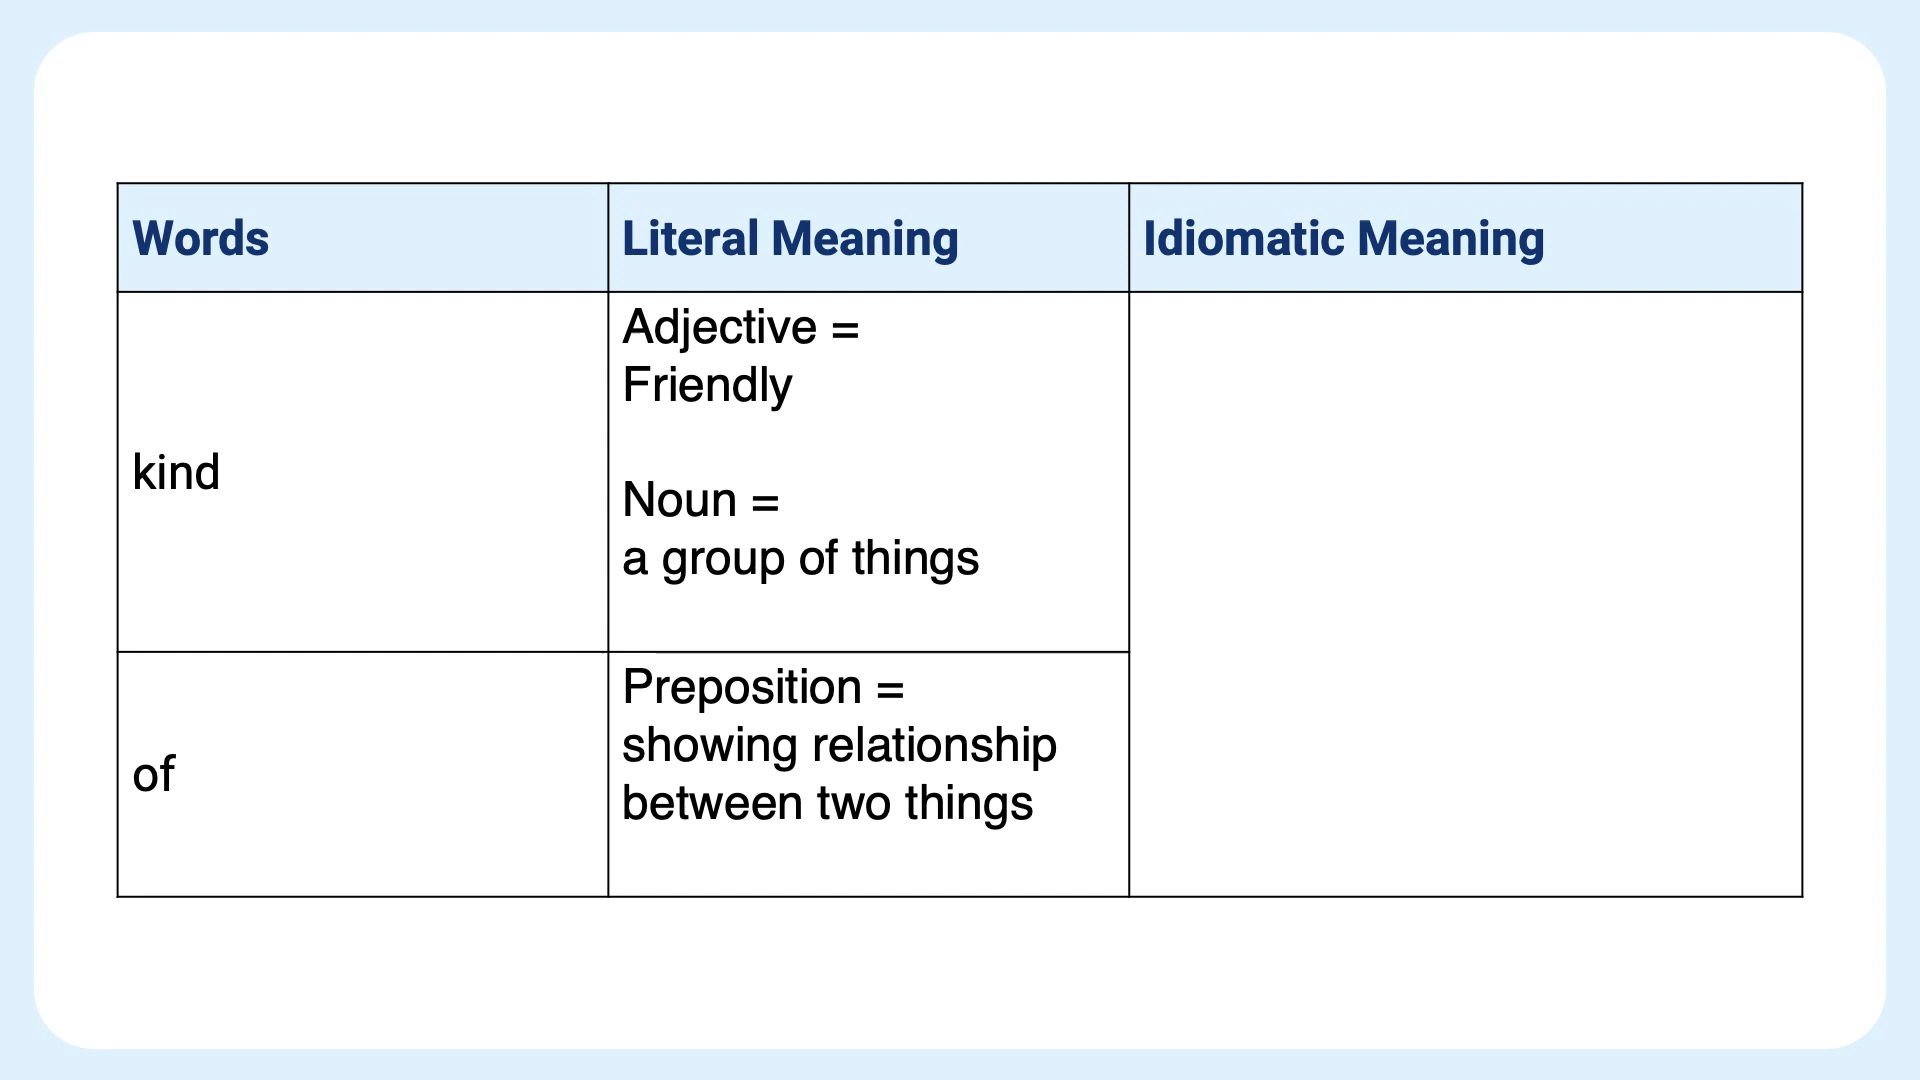 Words
Literal Meaning
Idiomatic Meaning
kind
Adjective =
Friendly
Noun =
a group of things
of
Preposition =
showing relationship
between two things